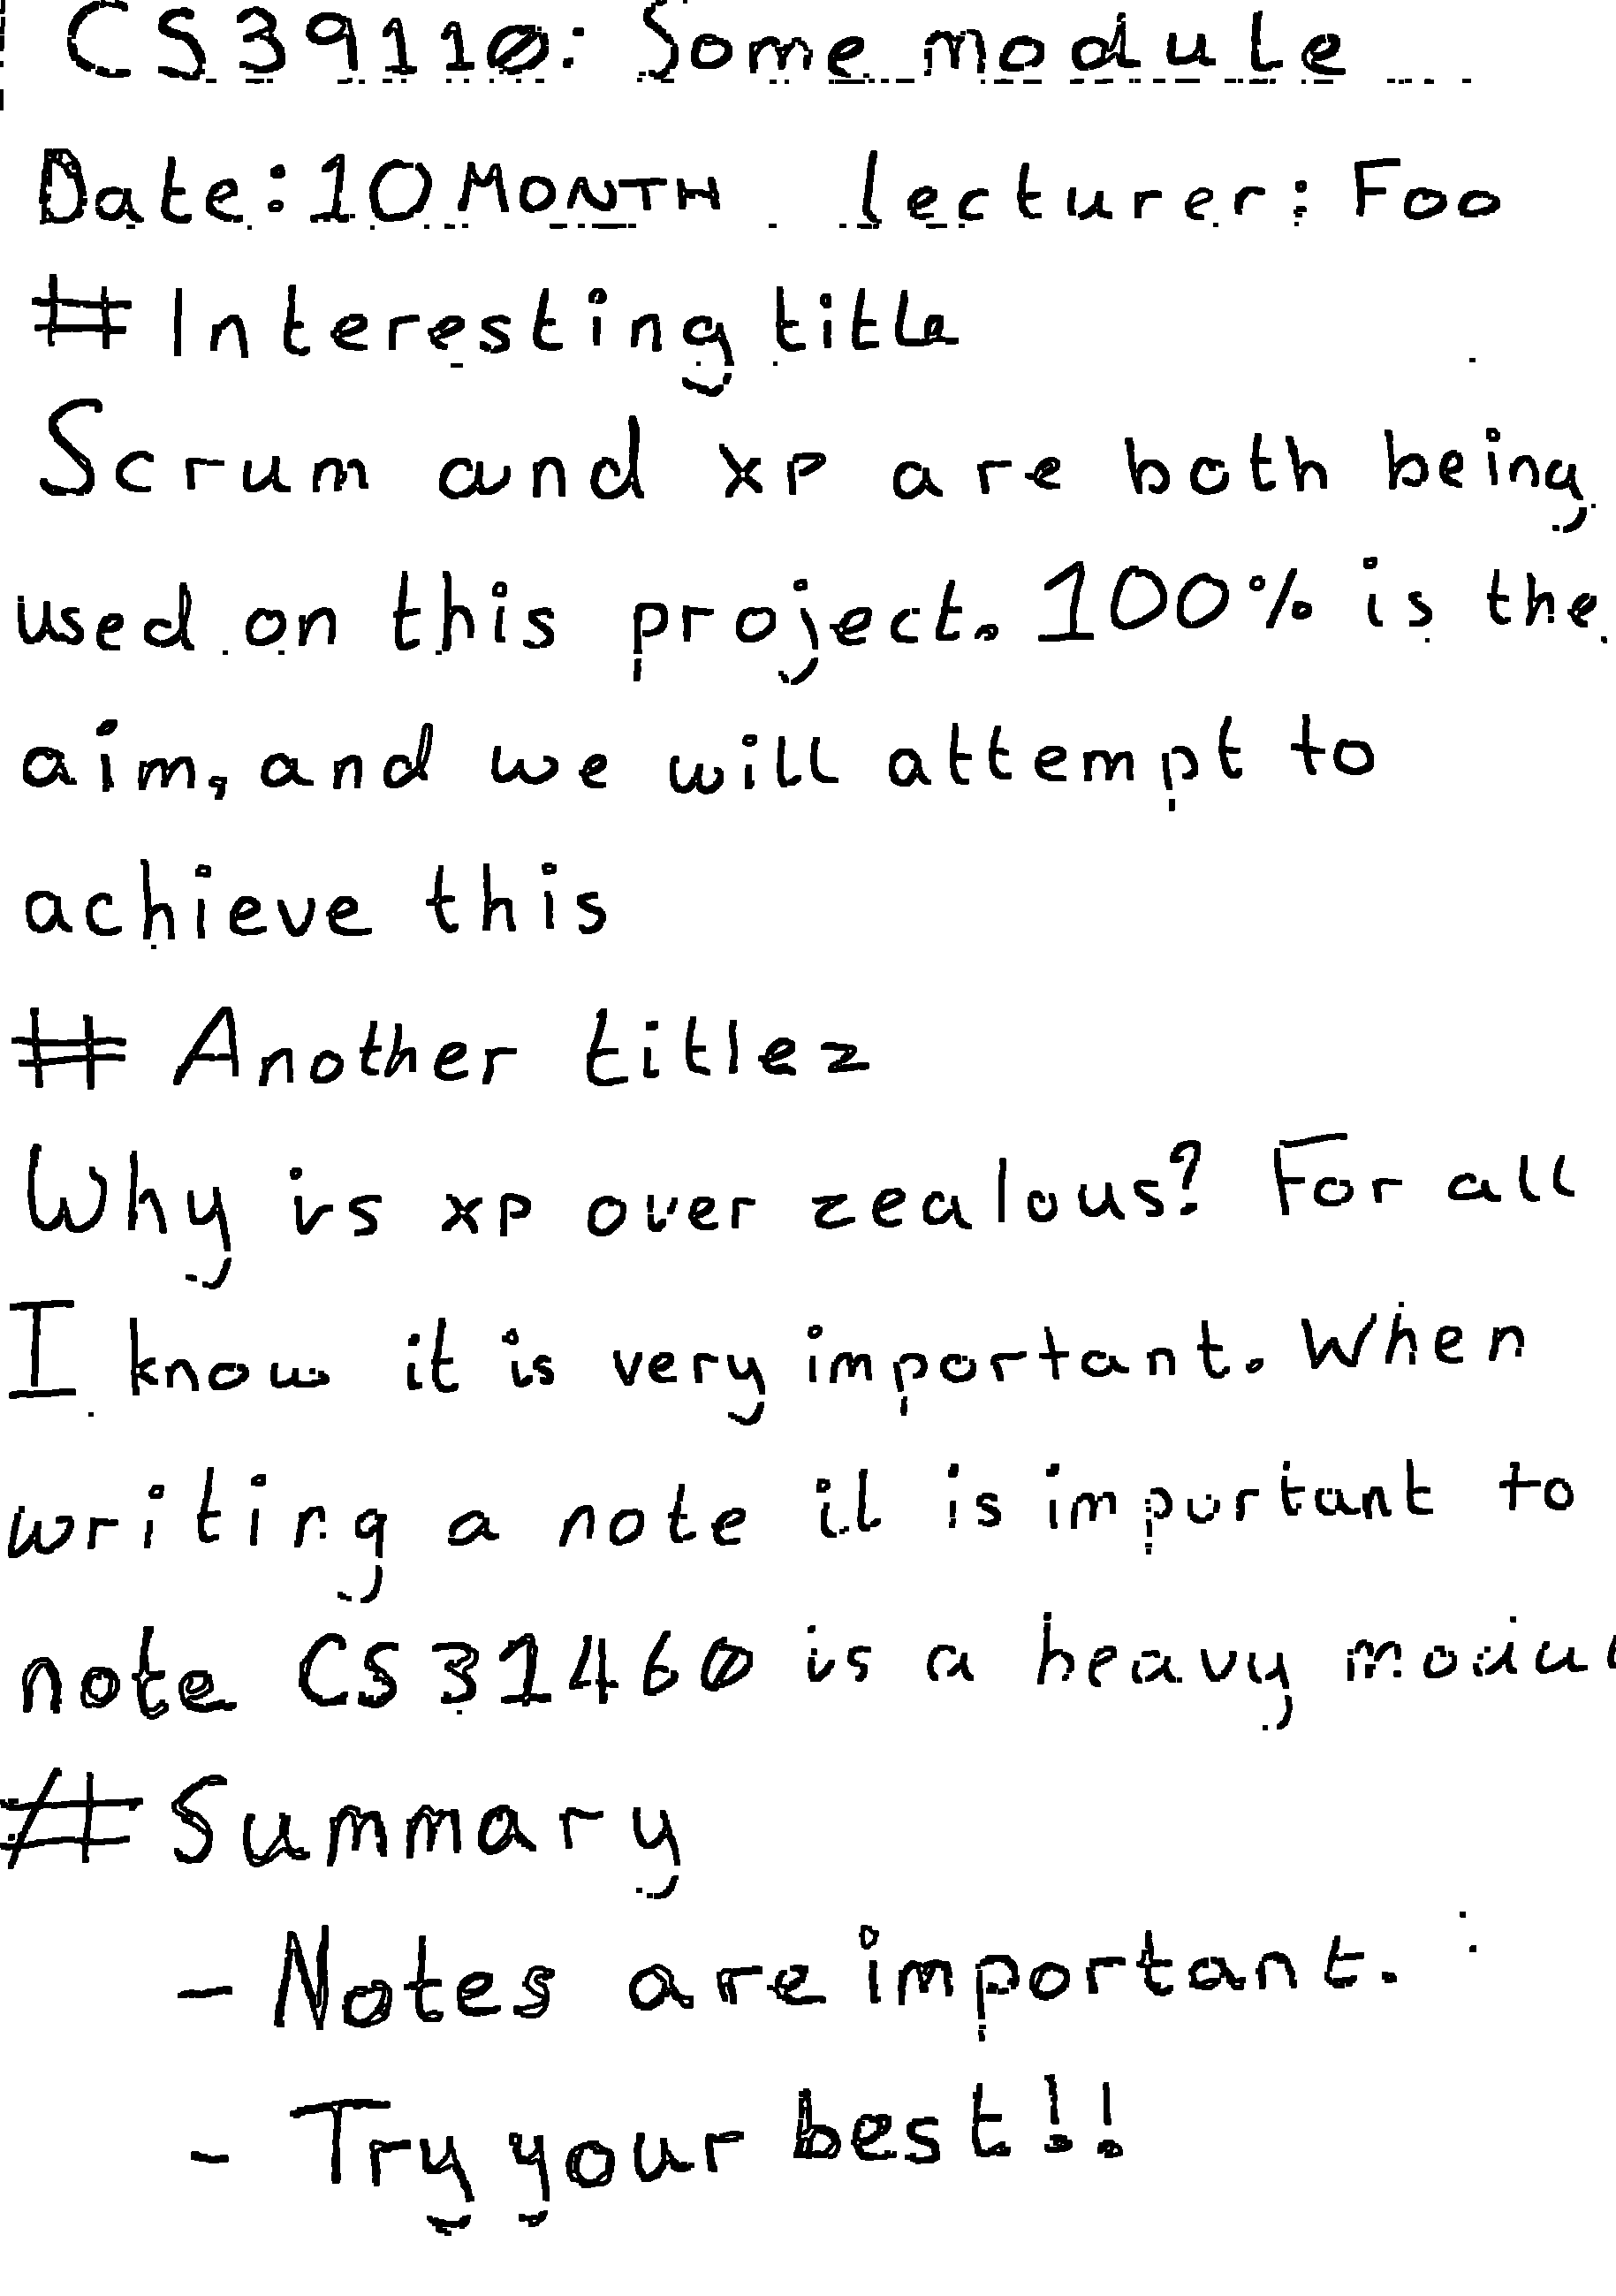 CS39110: Some module
Date: 10 MONTH lecturer: Foo
# Interesting title
Scrum and xp are both being
used on this project. 100% is the
aim, and we will attempt to
achieve this
# Another titlez
Why is xp over zealous? For all
I know it is very important. When
writing a note it is important to
note CS31460 is a heavy
# Summary
- Notes are important.
- Try your best!!